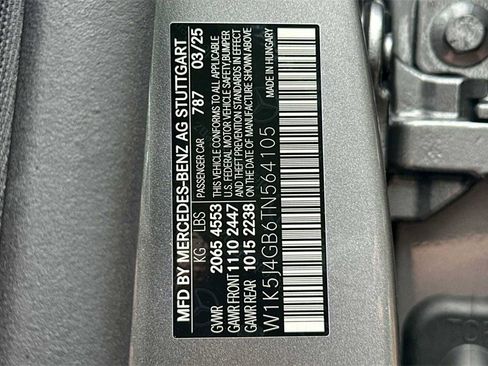 MFD BY MERCEDES-BENZ AG STUTTGART
PASSENGER CAR 787 03/25
KG LBS
GVWR 2065 4553
GAWR FRONT 1110 2447
GAWR REAR 1015 2238
THIS VEHICLE CONFORMS TO ALL APPLICABLE
U.S. FEDERAL MOTOR VEHICLE SAFETY, BUMPER,
AND THEFT PREVENTION STANDARDS IN EFFECT
ON THE DATE OF MANUFACTURE SHOWN ABOVE
MADE IN HUNGARY
W1K5J4GB6TN564105